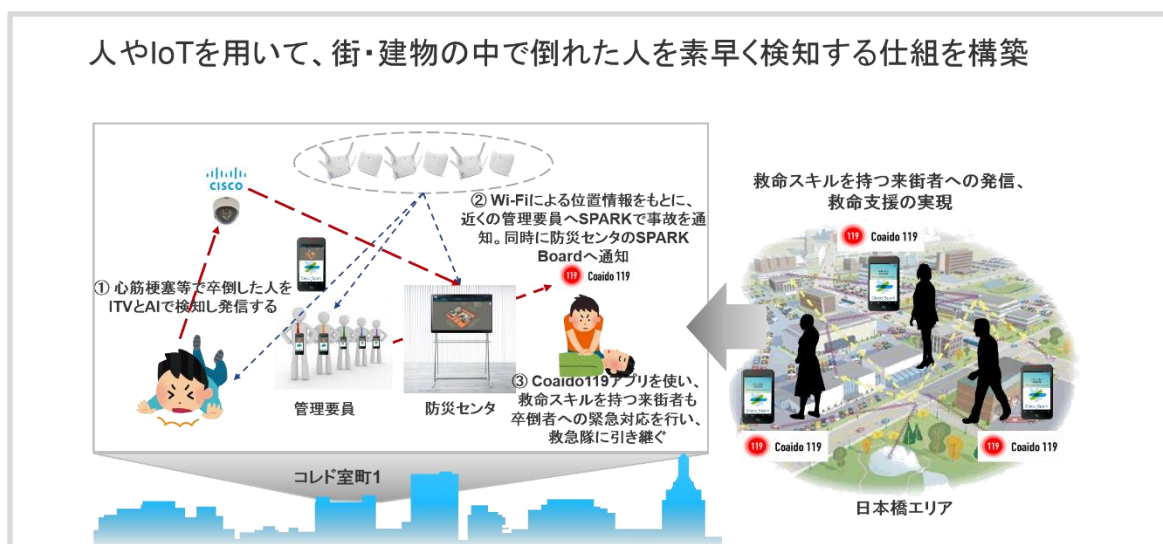 人やIoTを用いて、街・建物の中で倒れた人を素早く検知する仕組を構築
CISCO
① 心筋梗塞等で卒倒した人を
ITVとAIで検知し発信する
② Wi-Fiによる位置情報をもとに、
近くの管理要員へSPARKで事故を通
知。同時に防災センタのSPARK
Boardへ通知
119 Coaido 119
管理要員
防災センタ
③ Coaido119アプリを使い、
救命スキルを持つ来街者も
卒倒者への緊急対応を行い、
救急隊に引き継ぐ
コレド室町1
救命スキルを持つ来街者への発信、
救命支援の実現
119 Coaido 119
Cisco Spark
119 Coaido 119
119 Coaido 119
日本橋エリア